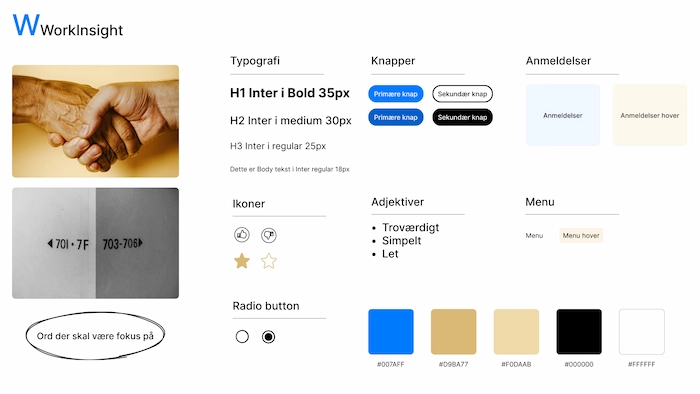 W WorkInsight
Typografi
H1 Inter i Bold 35px
H2 Inter i medium 30px
H3 Inter i regular 25px
Dette er Body tekst i Inter regular 18px
Knapper
Primære knap
Sekundær knap
Primære knap
Sekundær knap
Anmeldelser
Anmeldelser
Anmeldelser hover
701 • 7F
703-706
Ord der skal være fokus på
Ikoner
Adjektiver
• Troværdigt
• Simpelt
• Let
Menu
Menu
Menu hover
Radio button
#007AFF
#D9BA77
#F0DAAB
#000000
#FFFFFF